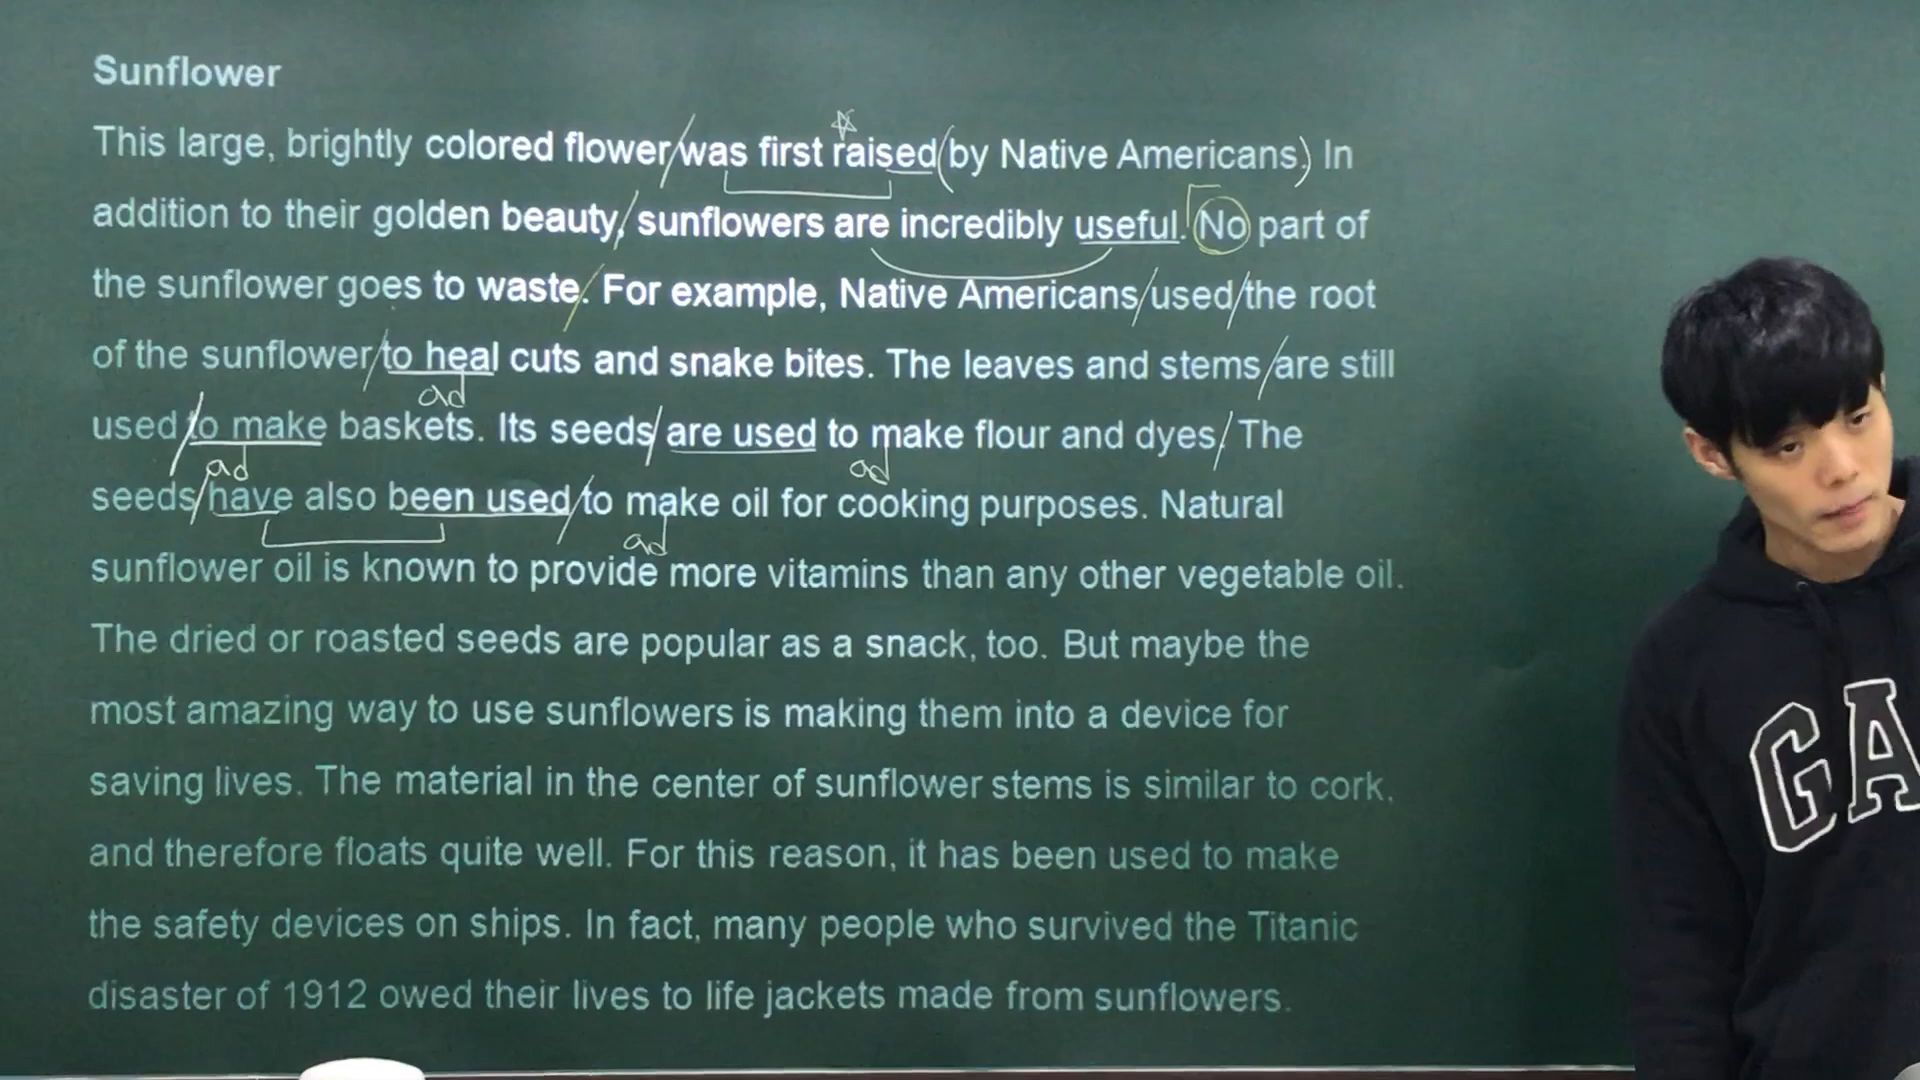 Sunflower
This large, brightly colored flower was first raised (by Native Americans.) In
addition to their golden beauty, sunflowers are incredibly useful. No part of
the sunflower goes to waste. For example, Native Americans used the root
of the sunflower to heal cuts and snake bites. The leaves and stems are still
ad
used to make baskets. Its seeds are used to make flour and dyes. The
ad ad
seeds have also been used to make oil for cooking purposes. Natural
ad
sunflower oil is known to provide more vitamins than any other vegetable oil.
The dried or roasted seeds are popular as a snack, too. But maybe the
most amazing way to use sunflowers is making them into a device for
saving lives. The material in the center of sunflower stems is similar to cork,
and therefore floats quite well. For this reason, it has been used to make
the safety devices on ships. In fact, many people who survived the Titanic
disaster of 1912 owed their lives to life jackets made from sunflowers.
GA